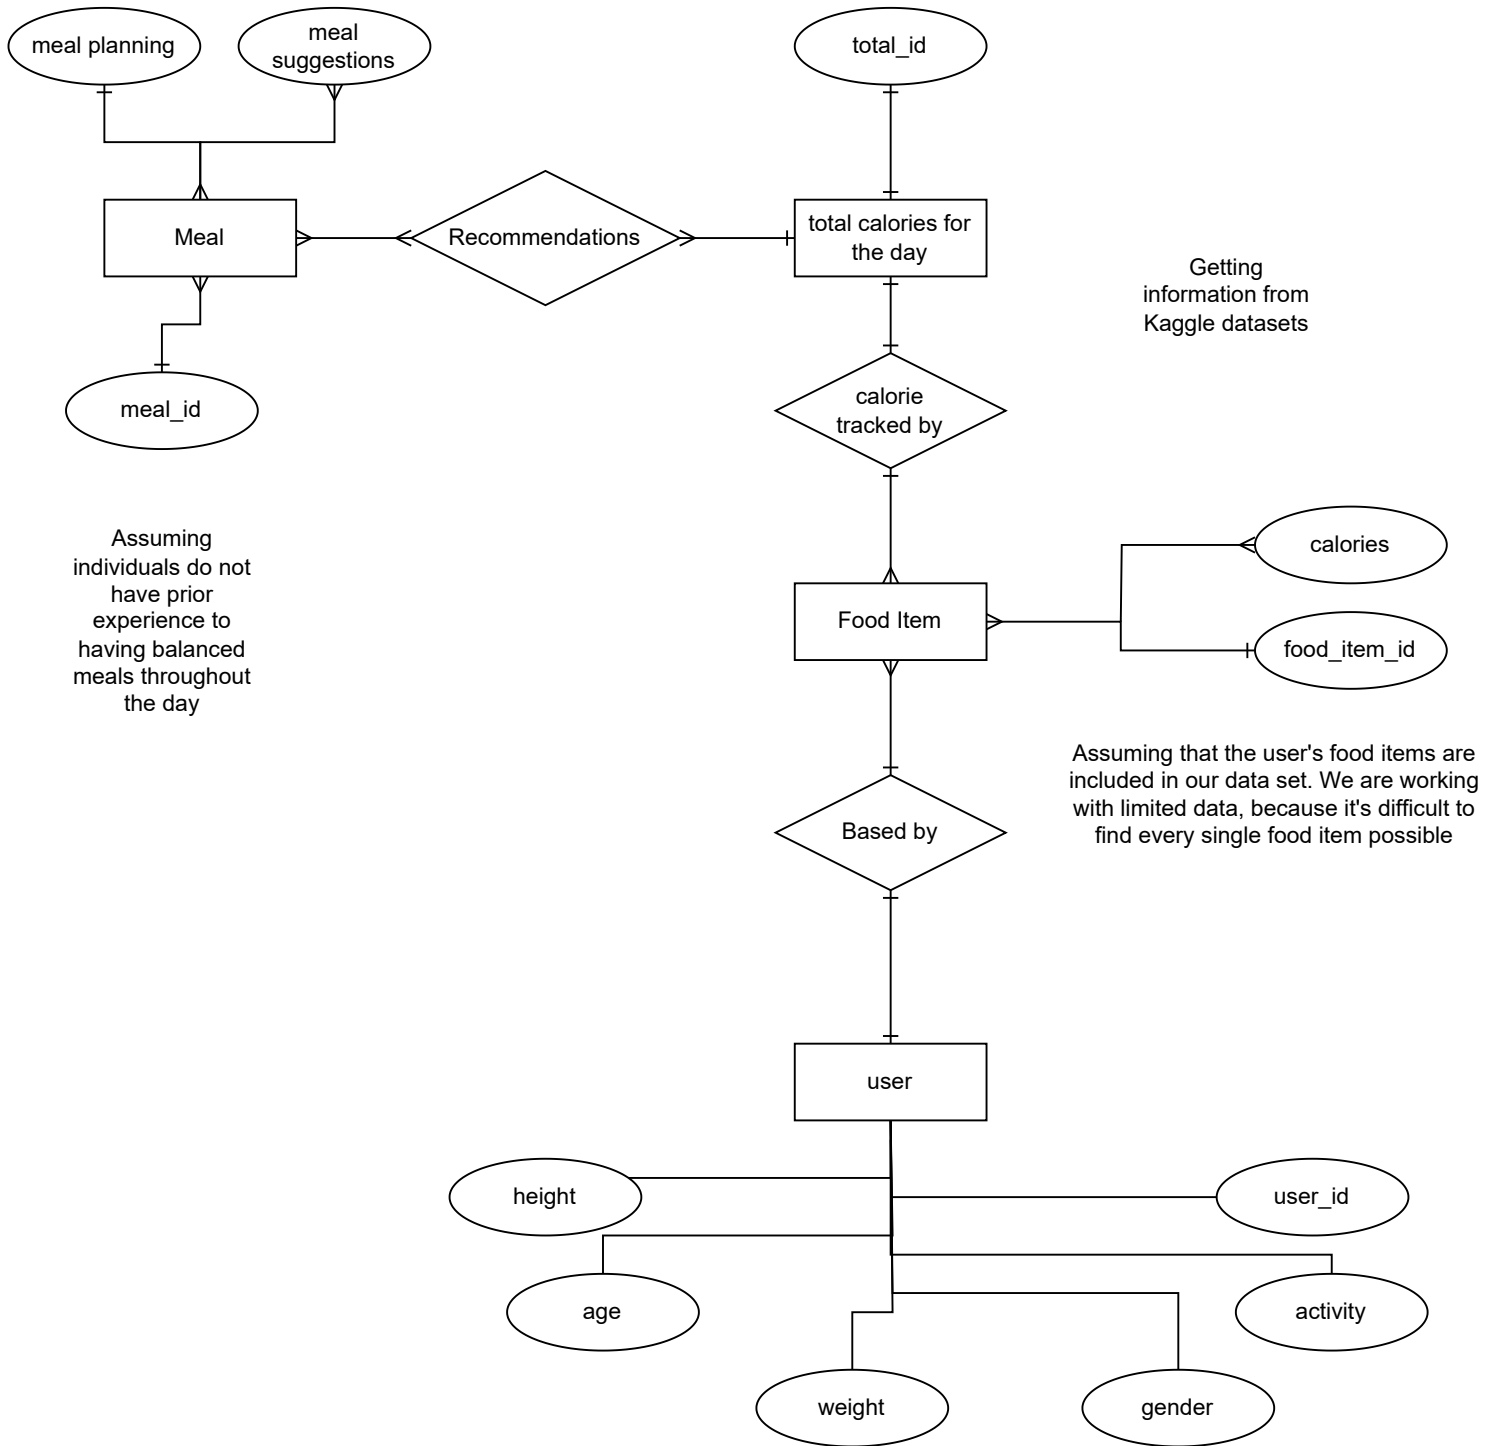 meal planning
meal
suggestions
total_id
Meal
Recommendations
total calories for
the day
Getting
information from
Kaggle datasets
meal_id
calorie
tracked by
Assuming
individuals do not
have prior
experience to
having balanced
meals throughout
the day
calories
Food Item
food_item_id
Assuming that the user's food items are
included in our data set. We are working
with limited data, because it's difficult to
find every single food item possible
Based by
user
height
user_id
age
activity
weight
gender